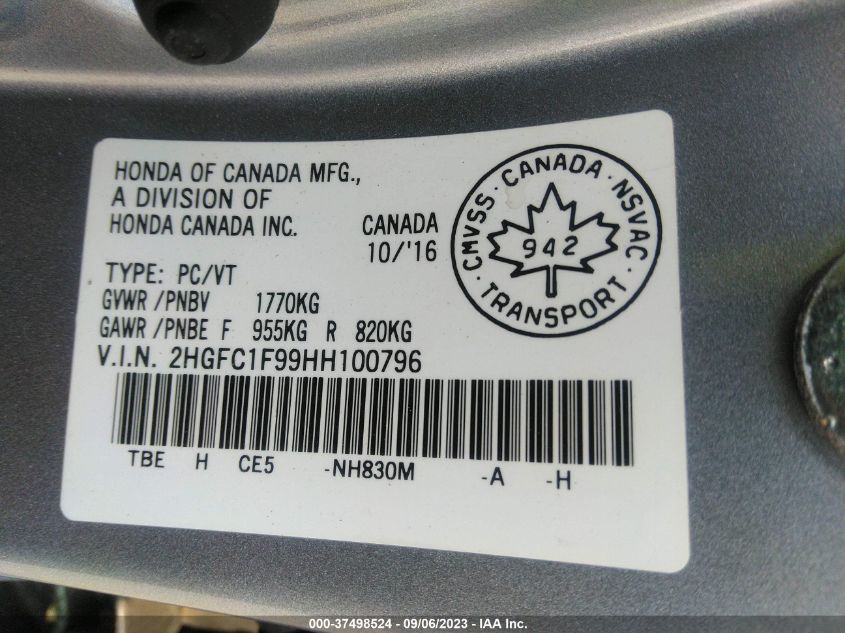 HONDA OF CANADA MFG.,
A DIVISION OF
HONDA CANADA INC.
CANADA
10/'16
CMVSS · CANADA · NSVAC
942
· TRANSPORT ·
TYPE: PC/VT
GVWR /PNBV 1770KG
GAWR /PNBE F 955KG R 820KG
V.I.N. 2HGFC1F99HH100796
TBE H CE5 -NH830M -A -H
000-37498524 - 09/06/2023 - IAA Inc.